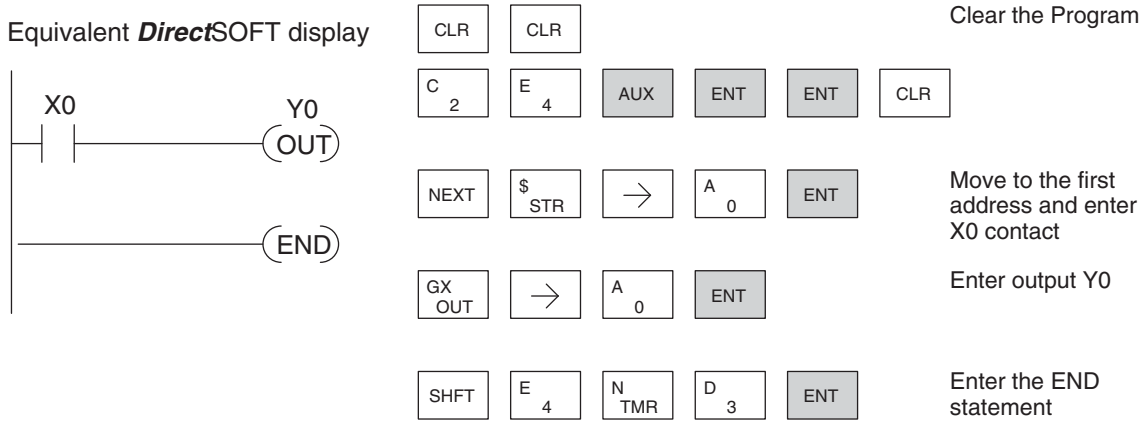 Equivalent DirectSOFT display
X0
Y0
OUT
END
CLR CLR
Clear the Program
C 2 E 4 AUX ENT ENT CLR
NEXT $ STR → A 0 ENT
Move to the first
address and enter
X0 contact
GX OUT → A 0 ENT
Enter output Y0
SHFT E 4 N TMR D 3 ENT
Enter the END
statement